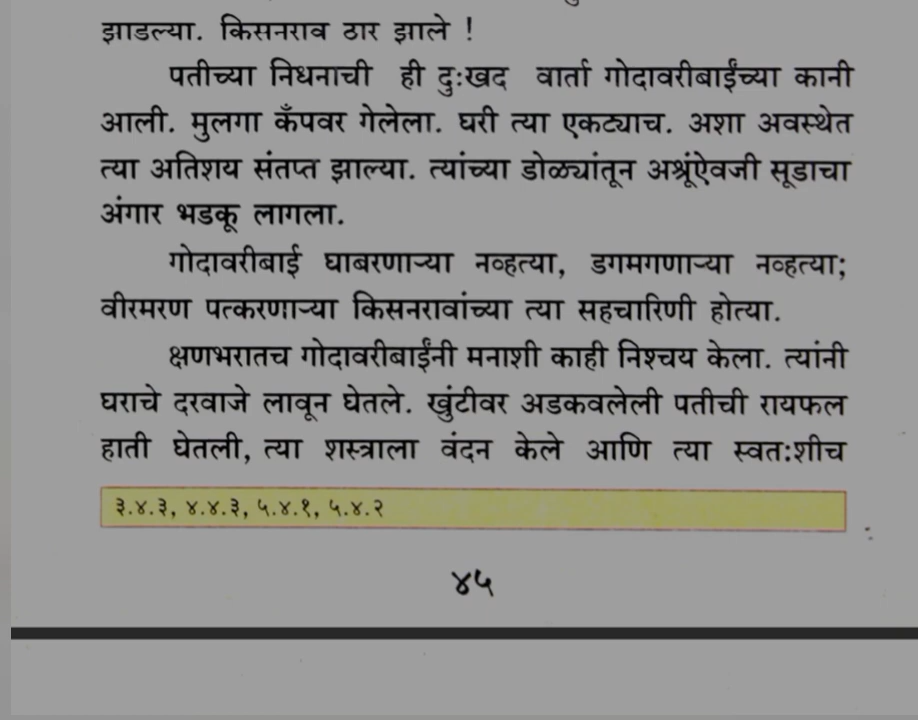 झाडल्या. किसनराव ठार झाले !
पतीच्या निधनाची ही दुःखद वार्ता गोदावरीबाईंच्या कानी
आली. मुलगा कँपवर गेलेला. घरी त्या एकट्याच. अशा अवस्थेत
त्या अतिशय संतप्त झाल्या. त्यांच्या डोळ्यांतून अश्रूंऐवजी सूडाचा
अंगार भडकू लागला.
गोदावरीबाई घाबरणाऱ्या नव्हत्या, डगमगणाऱ्या नव्हत्या;
वीरमरण पत्करणाऱ्या किसनरावांच्या त्या सहचारिणी होत्या.
क्षणभरातच गोदावरीबाईंनी मनाशी काही निश्चय केला. त्यांनी
घराचे दरवाजे लावून घेतले. खुंटीवर अडकवलेली पतीची रायफल
हाती घेतली, त्या शस्त्राला वंदन केले आणि त्या स्वतःशीच
३.४.३, ४.४.३, ५.४.१, ५.४.२
४५